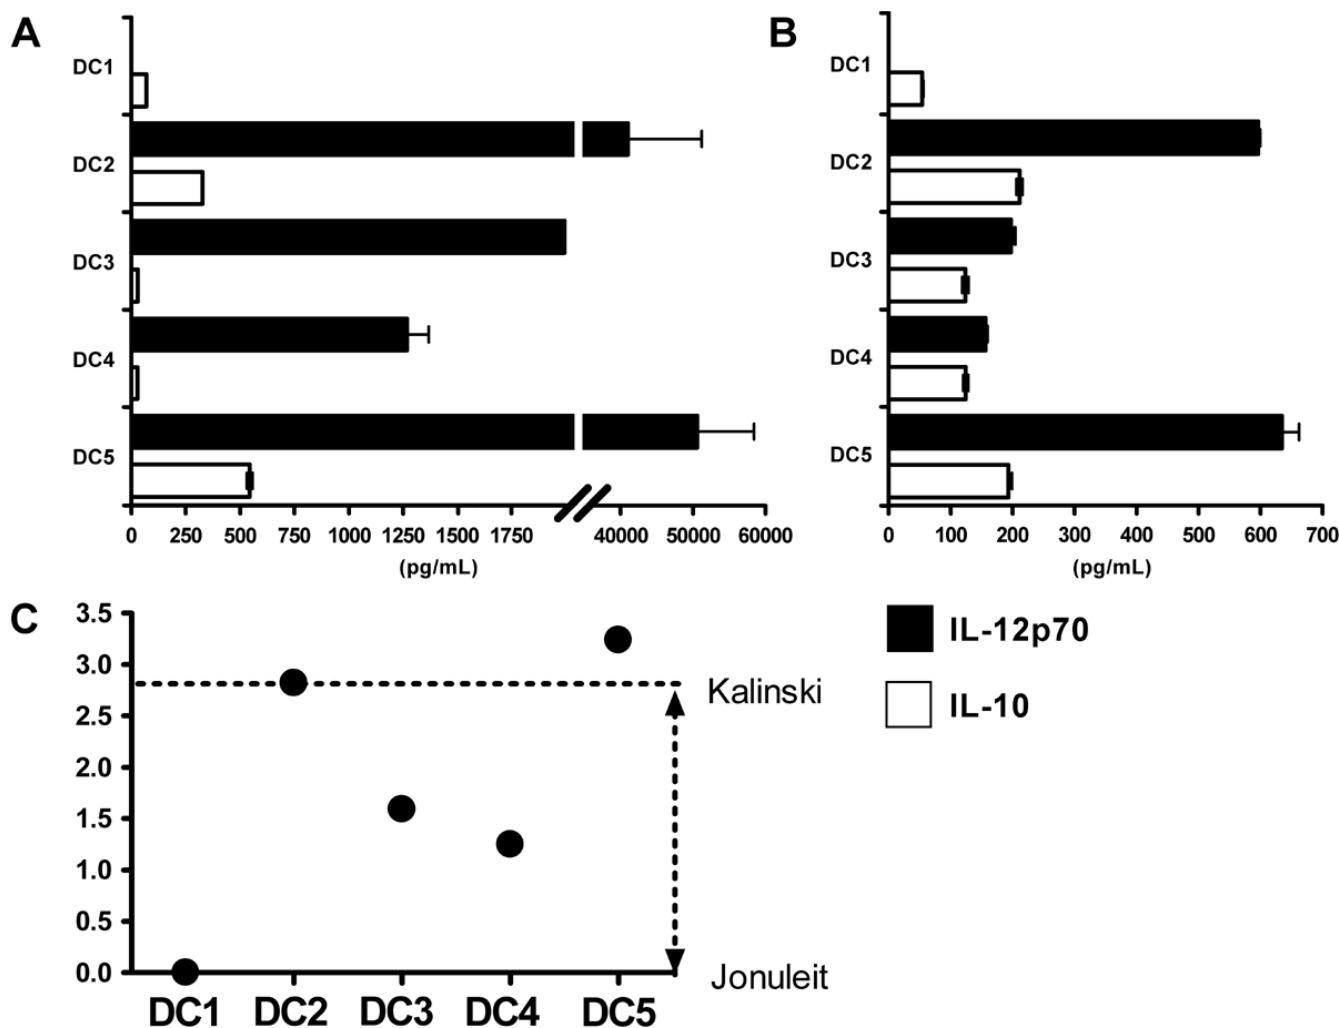 A
DC1
DC2
DC3
DC4
DC5
0 250 500 750 1000 1250 1500 1750 40000 50000 60000
(pg/mL)
B
DC1
DC2
DC3
DC4
DC5
0 100 200 300 400 500 600 700
(pg/mL)
C
3.5
3.0
2.5
2.0
1.5
1.0
0.5
0.0
DC1 DC2 DC3 DC4 DC5
Kalinski
Jonuleit
IL-12p70
IL-10